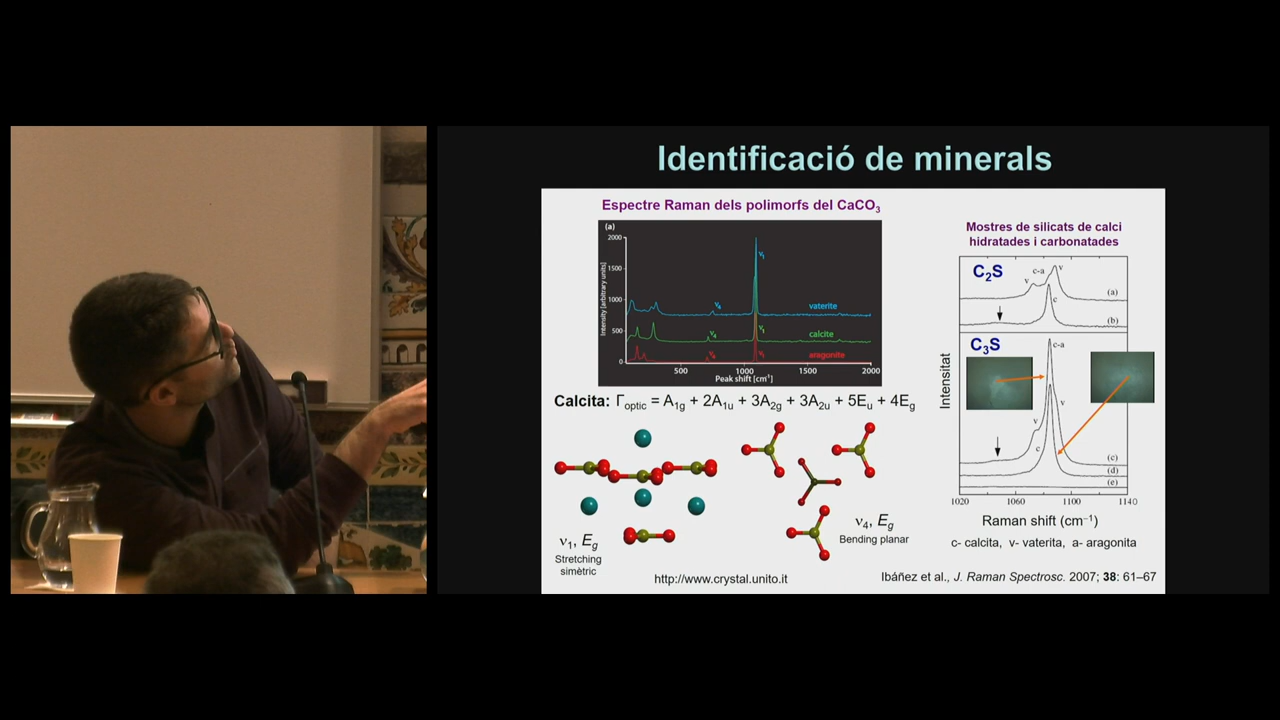 Identificació de minerals
Espectre Raman dels polimorfs del CaCO₃
(a)
2000
1500
1000
500
0
Intensity [arbitrary units]
ν₁
ν₄
vaterite
ν₄
ν₁
calcite
ν₄
ν₁
aragonite
500
1000
1500
2000
Peak shift [cm⁻¹]
Calcita: Γoptic = A1g + 2A1u + 3A2g + 3A2u + 5Eu + 4Eg
ν₁, Eg
Stretching
simètric
ν₄, Eg
Bending planar
http://www.crystal.unito.it
Mostres de silicats de calci
hidratades i carbonatades
C₂S
c-a
v
v
(a)
c
(b)
C₃S
c-a
v
v
c
(c)
(d)
(e)
Intensitat
1020
1060
1100
1140
Raman shift (cm⁻¹)
c- calcita, v- vaterita, a- aragonita
Ibáñez et al., J. Raman Spectrosc. 2007; 38: 61–67